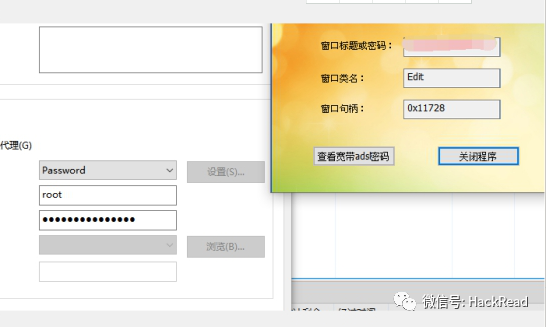 窗口标题或密码：
窗口类名： Edit
窗口句柄： 0x11728
查看宽带ads密码 关闭程序
代理(G)
Password 设置(S)...
root
●●●●●●●●●●●●●●●
浏览(B)...
微信号: HackRead